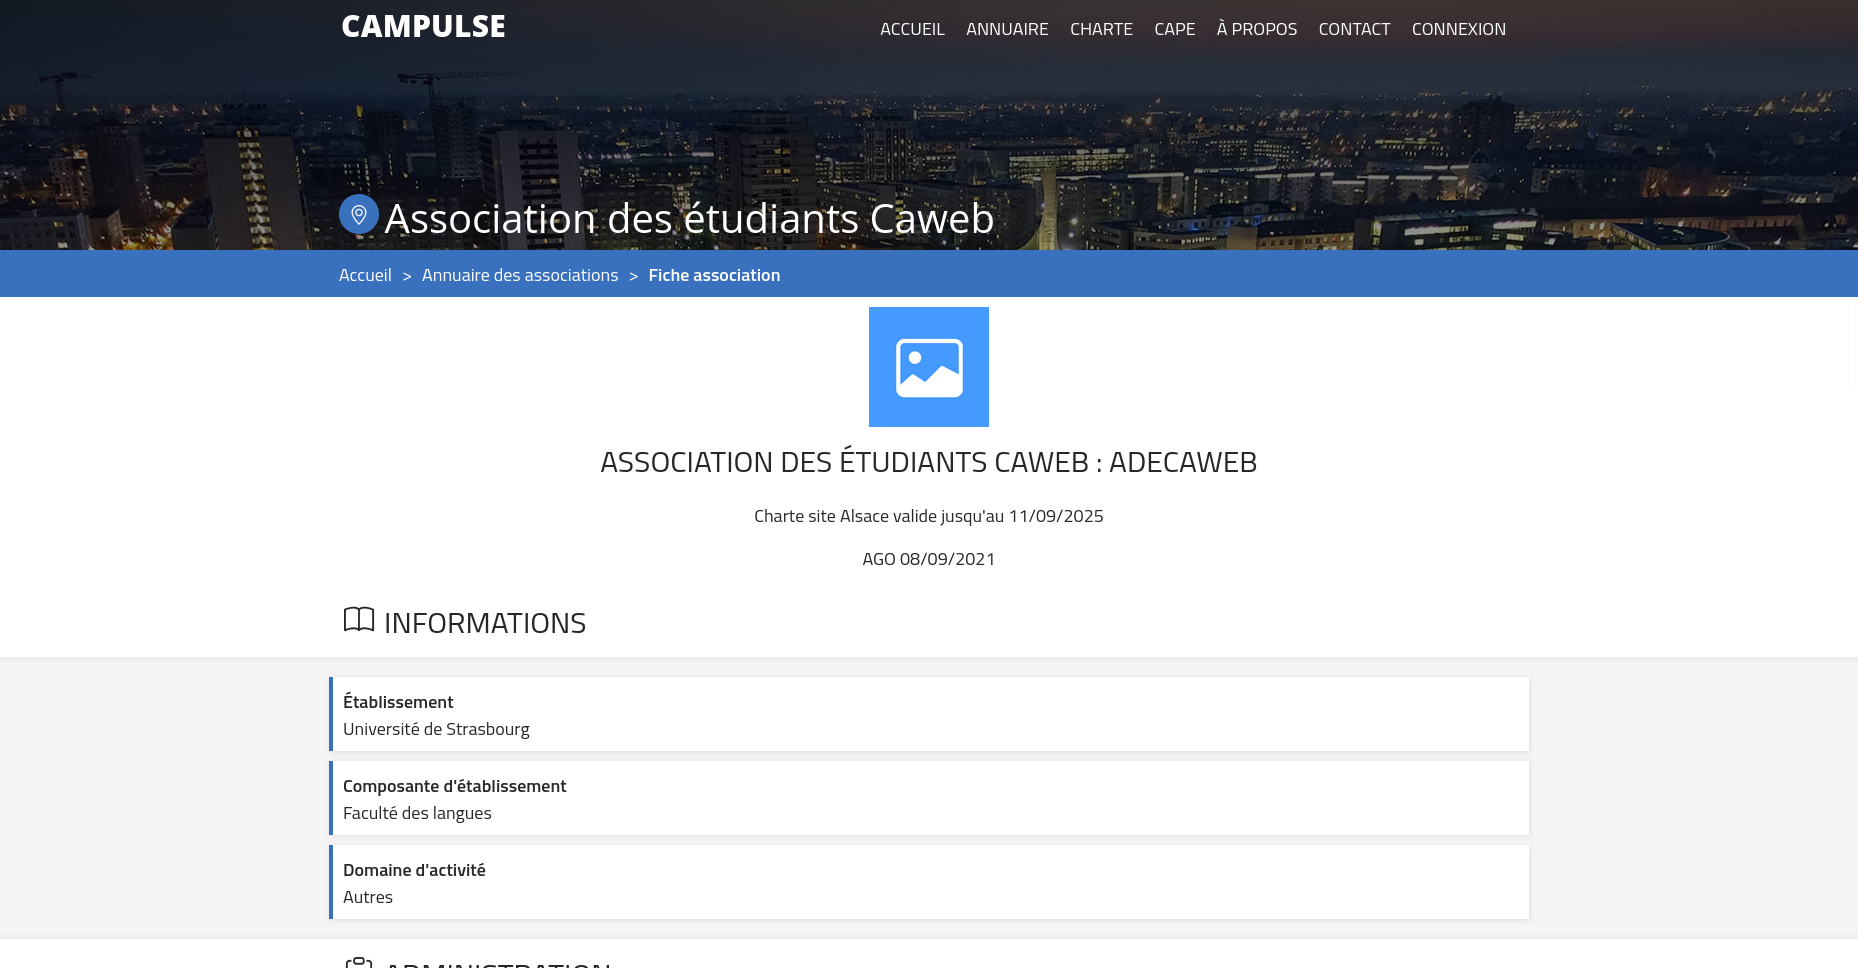 CAMPULSE
ACCUEIL ANNUAIRE CHARTE CAPE À PROPOS CONTACT CONNEXION
Association des étudiants Caweb
Accueil > Annuaire des associations > Fiche association
ASSOCIATION DES ÉTUDIANTS CAWEB : ADECAWEB
Charte site Alsace valide jusqu'au 11/09/2025
AGO 08/09/2021
INFORMATIONS
Établissement
Université de Strasbourg
Composante d'établissement
Faculté des langues
Domaine d'activité
Autres
ADMINISTRATION